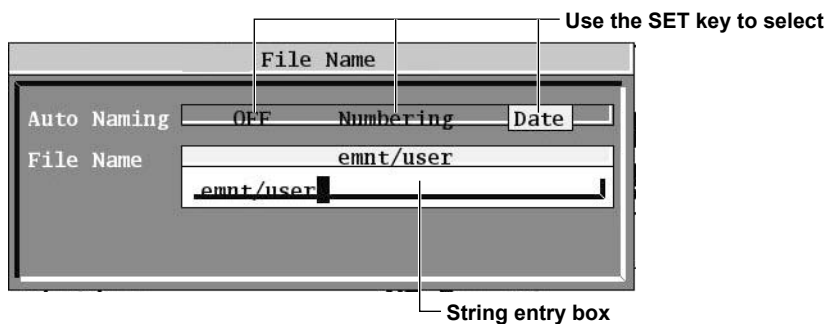 Use the SET key to select
File Name
Auto Naming OFF Numbering Date
File Name emnt/user
emnt/user
String entry box